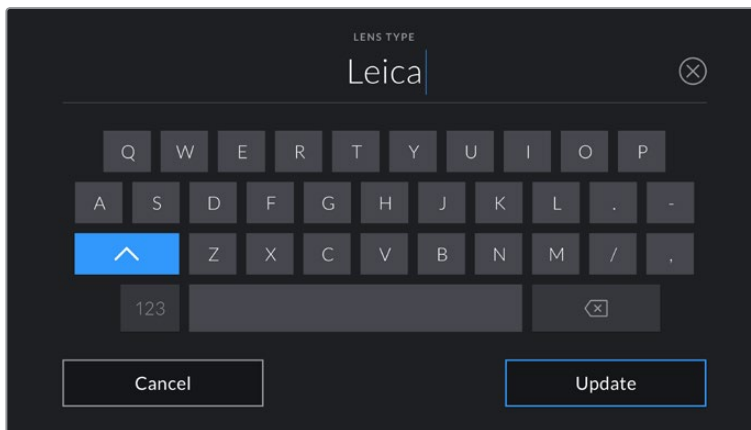 LENS TYPE
Leica
Q W E R T Y U I O P
A S D F G H J K L . -
Z X C V B N M / ,
123
Cancel Update